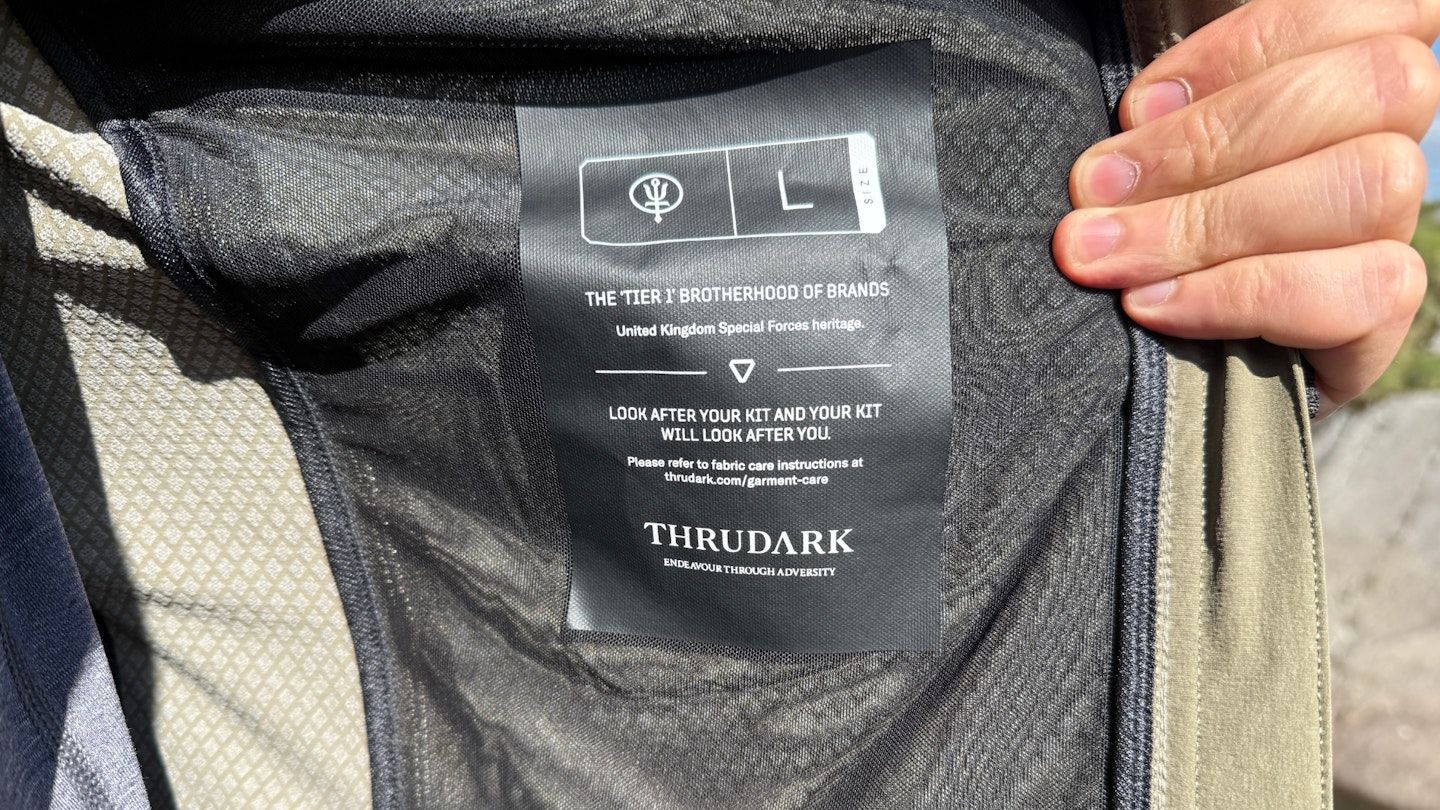 L
SIZE
THE 'TIER 1' BROTHERHOOD OF BRANDS
United Kingdom Special Forces heritage.
LOOK AFTER YOUR KIT AND YOUR KIT
WILL LOOK AFTER YOU.
Please refer to fabric care instructions at
thrudark.com/garment-care
THRUDARK
ENDEAVOUR THROUGH ADVERSITY